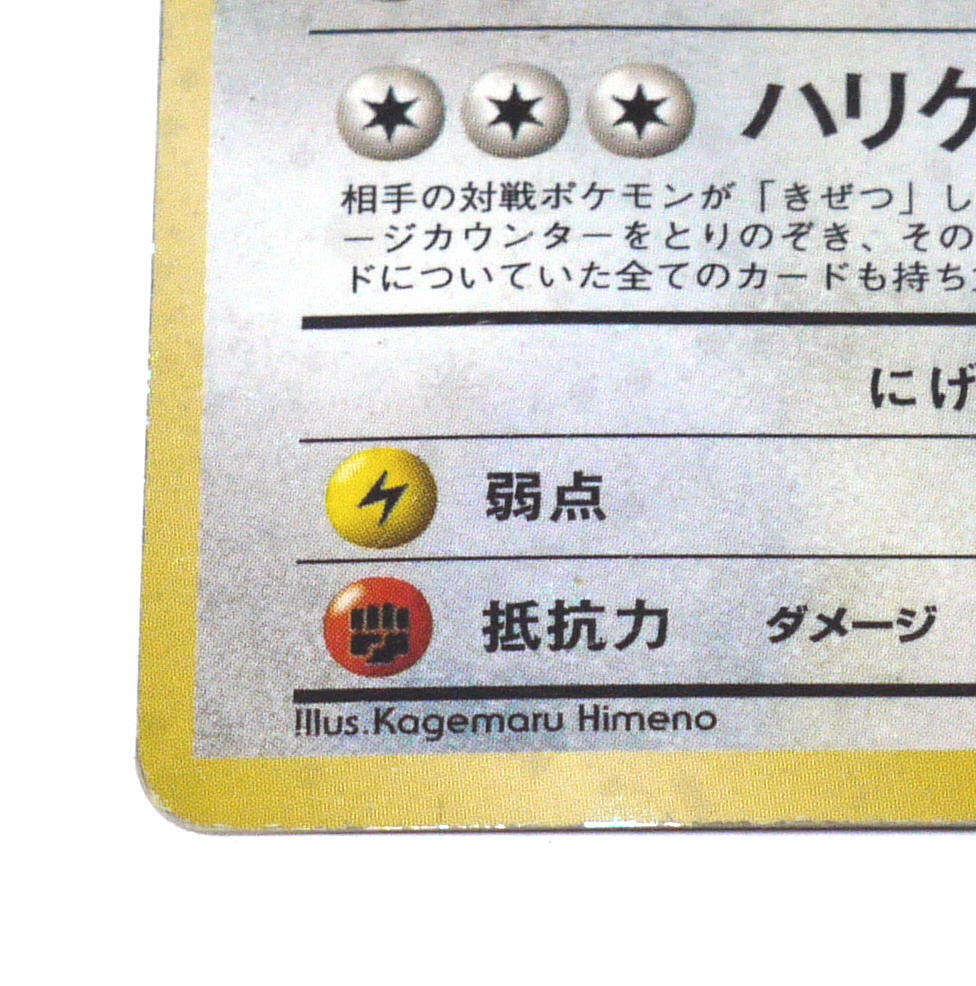 ハリケ
相手の対戦ポケモンが「きぜつ」し
ージカウンターをとりのぞき、その
ドについていた全てのカードも持ち
にげ
弱点
抵抗力 ダメージ
Illus.Kagemaru Himeno